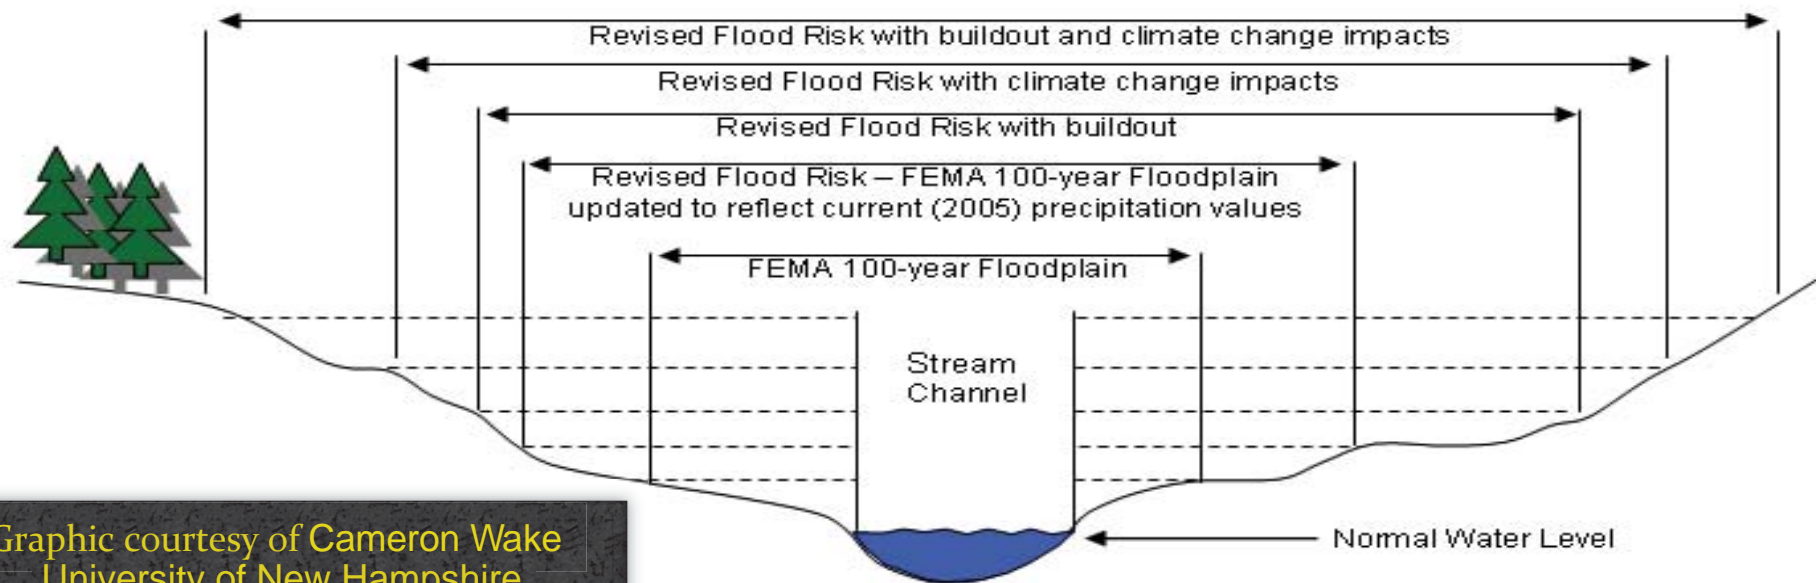 Revised Flood Risk with buildout and climate change impacts
Revised Flood Risk with climate change impacts
Revised Flood Risk with buildout
Revised Flood Risk – FEMA 100-year Floodplain
updated to reflect current (2005) precipitation values
FEMA 100-year Floodplain
Stream
Channel
Normal Water Level
Graphic courtesy of Cameron Wake
University of New Hampshire